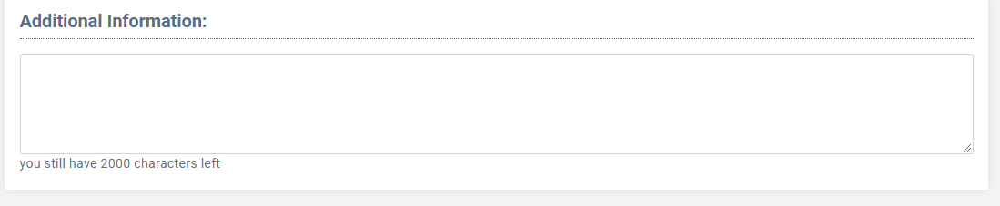 Additional Information:
you still have 2000 characters left